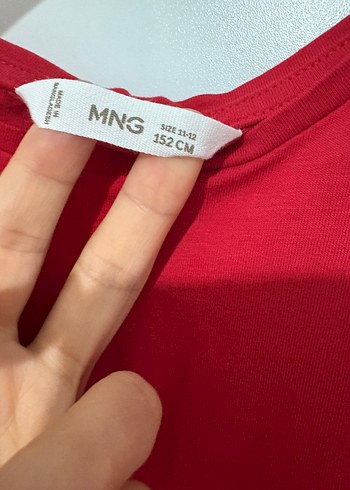 MADE IN
BANGLADESH
MNG
SIZE 11-12
152 CM